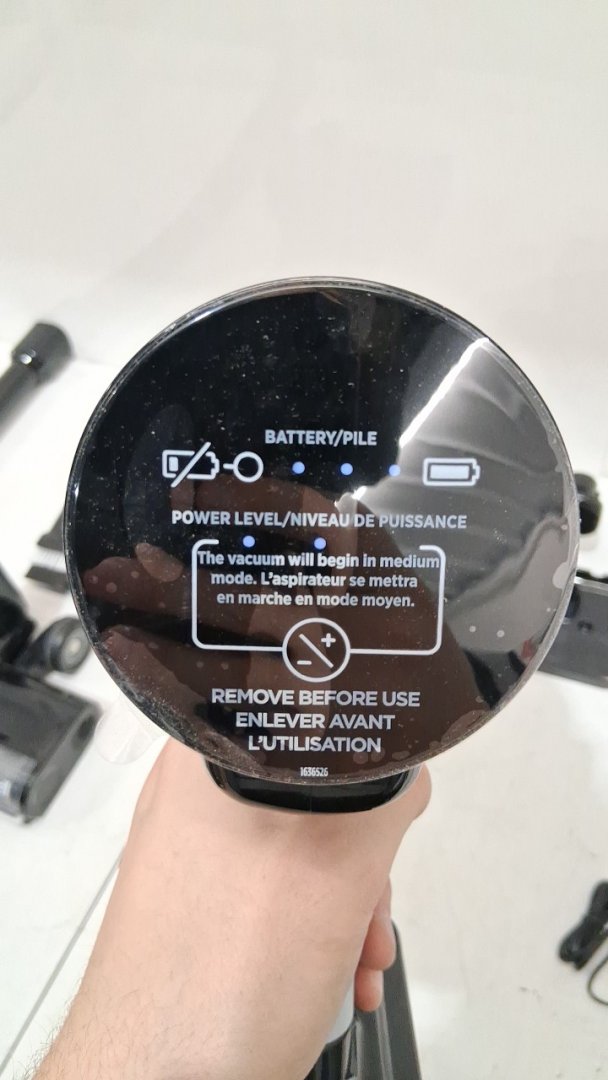 BATTERY/PILE
POWER LEVEL/NIVEAU DE PUISSANCE
The vacuum will begin in medium
mode. L'aspirateur se mettra
en marche en mode moyen.
REMOVE BEFORE USE
ENLEVER AVANT
L'UTILISATION
1636526